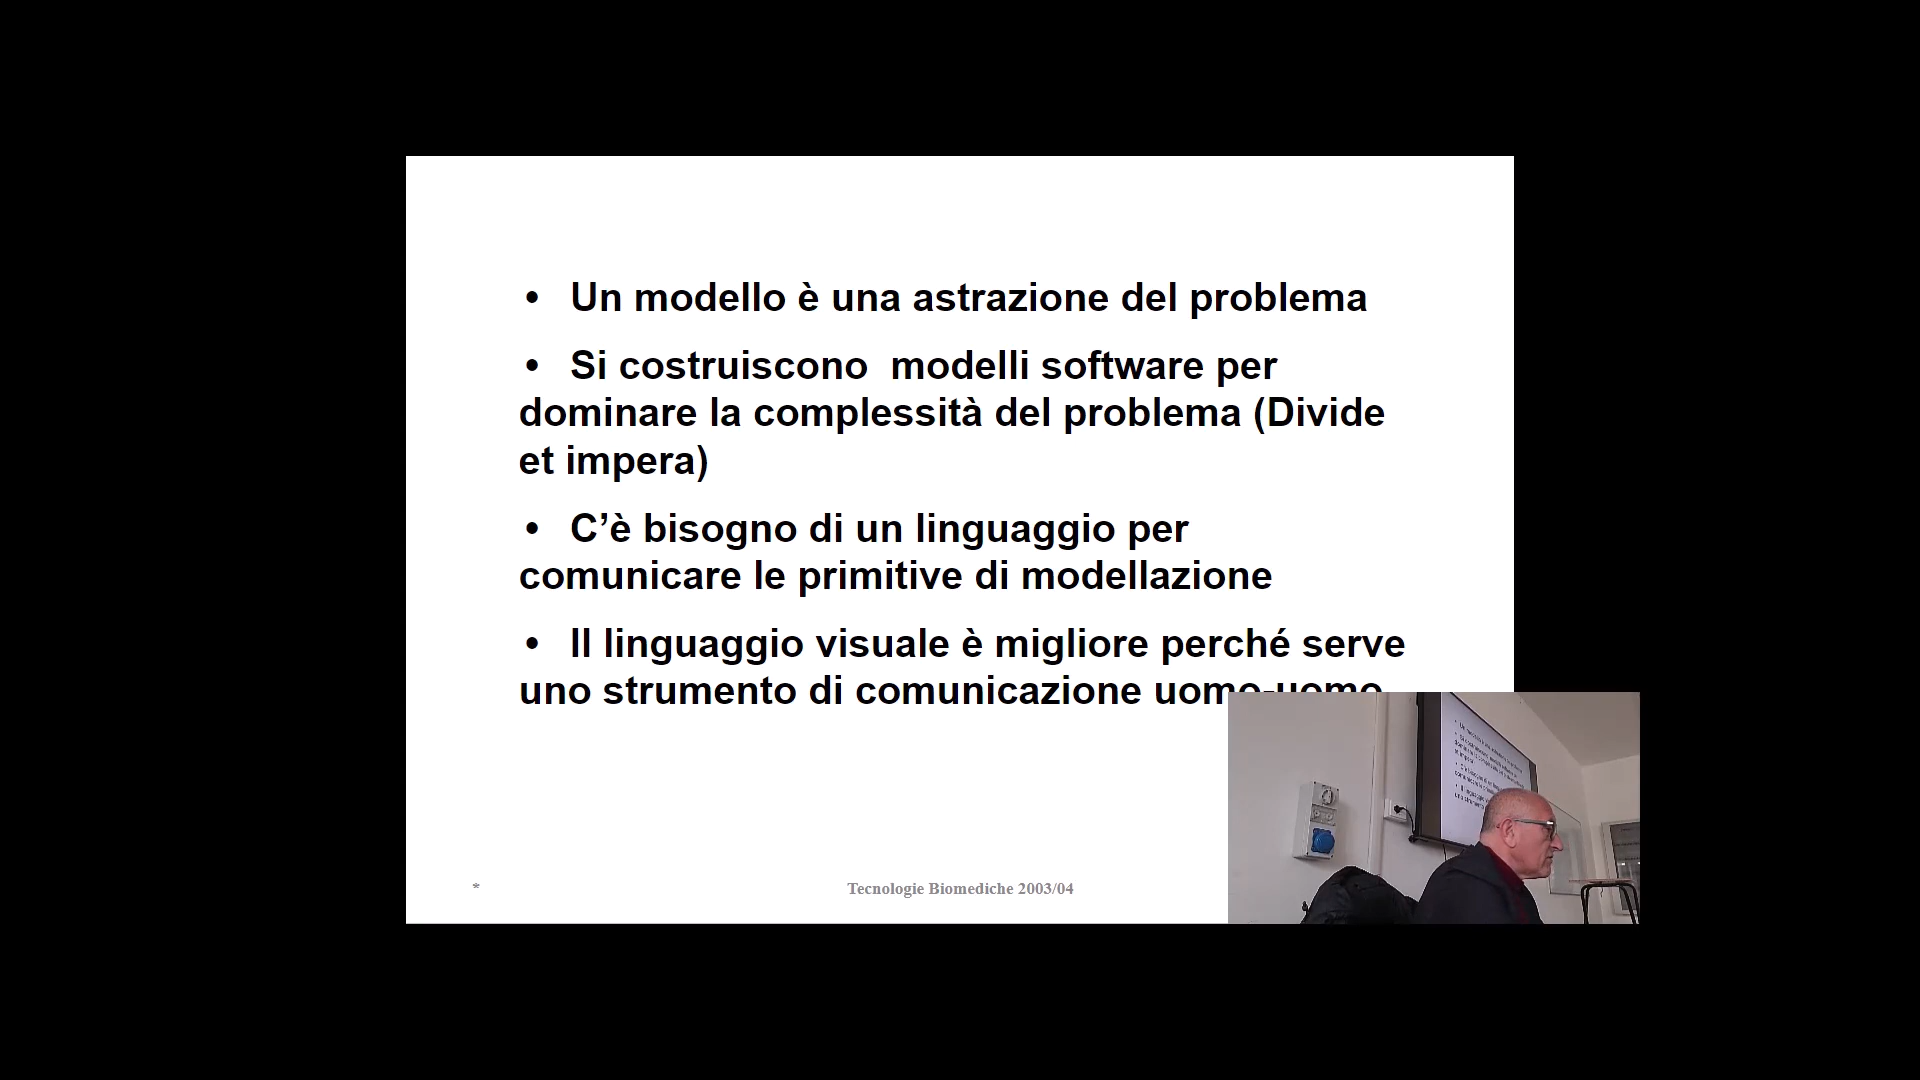 • Un modello è una astrazione del problema
• Si costruiscono  modelli software per
dominare la complessità del problema (Divide
et impera)
• C’è bisogno di un linguaggio per
comunicare le primitive di modellazione
• Il linguaggio visuale è migliore perché serve
uno strumento di comunicazione uomo-uomo
* Tecnologie Biomediche 2003/04